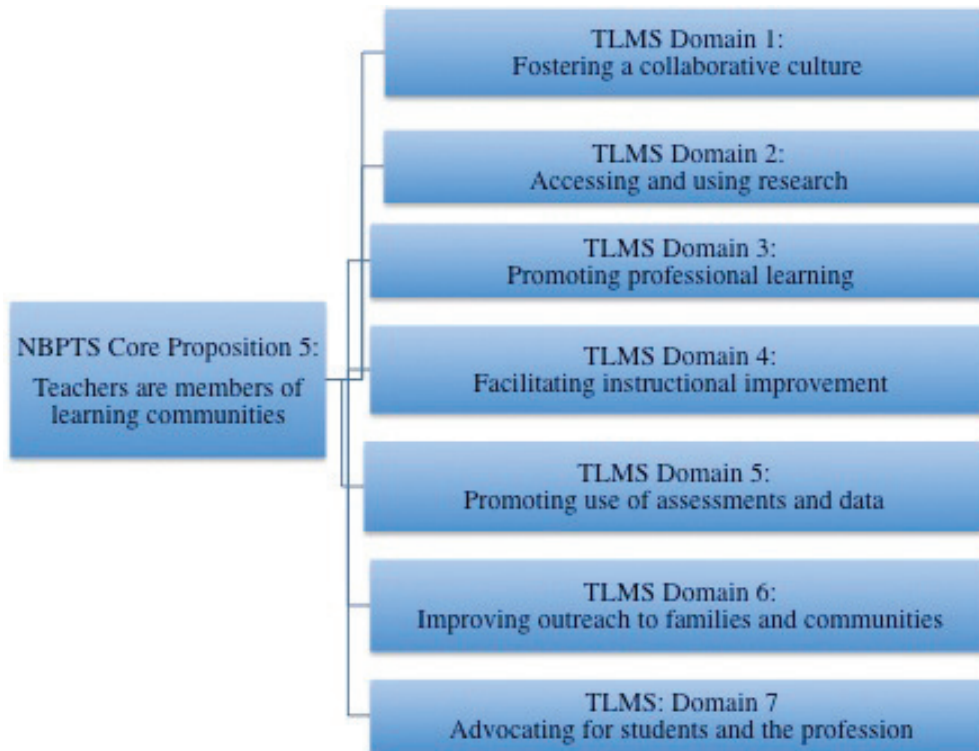 TLMS Domain 1:
Fostering a collaborative culture
TLMS Domain 2:
Accessing and using research
TLMS Domain 3:
Promoting professional learning
NBPTS Core Proposition 5:
Teachers are members of
learning communities
TLMS Domain 4:
Facilitating instructional improvement
TLMS Domain 5:
Promoting use of assessments and data
TLMS Domain 6:
Improving outreach to families and communities
TLMS: Domain 7
Advocating for students and the profession